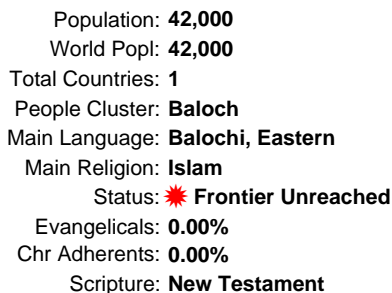 Population: 42,000
World Popl: 42,000
Total Countries: 1
People Cluster: Baloch
Main Language: Balochi, Eastern
Main Religion: Islam
Status: Frontier Unreached
Evangelicals: 0.00%
Chr Adherents: 0.00%
Scripture: New Testament